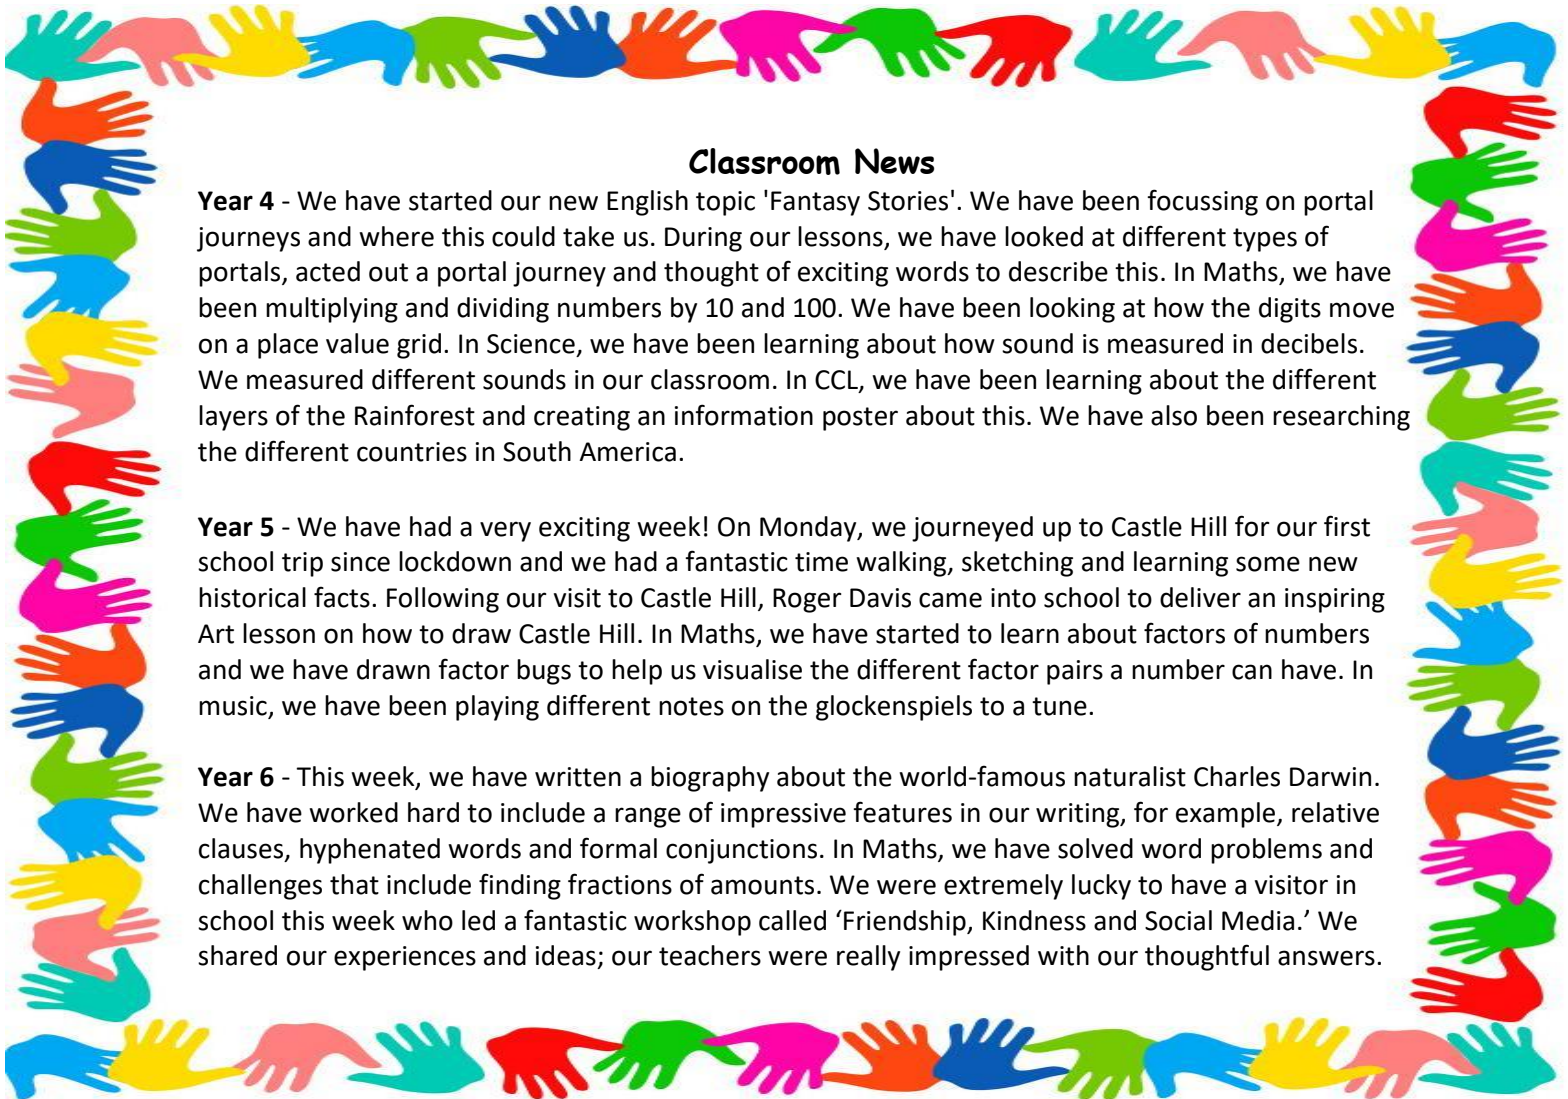 Classroom News
Year 4 - We have started our new English topic 'Fantasy Stories'. We have been focussing on portal
journeys and where this could take us. During our lessons, we have looked at different types of
portals, acted out a portal journey and thought of exciting words to describe this. In Maths, we have
been multiplying and dividing numbers by 10 and 100. We have been looking at how the digits move
on a place value grid. In Science, we have been learning about how sound is measured in decibels.
We measured different sounds in our classroom. In CCL, we have been learning about the different
layers of the Rainforest and creating an information poster about this. We have also been researching
the different countries in South America.
Year 5 - We have had a very exciting week! On Monday, we journeyed up to Castle Hill for our first
school trip since lockdown and we had a fantastic time walking, sketching and learning some new
historical facts. Following our visit to Castle Hill, Roger Davis came into school to deliver an inspiring
Art lesson on how to draw Castle Hill. In Maths, we have started to learn about factors of numbers
and we have drawn factor bugs to help us visualise the different factor pairs a number can have. In
music, we have been playing different notes on the glockenspiels to a tune.
Year 6 - This week, we have written a biography about the world-famous naturalist Charles Darwin.
We have worked hard to include a range of impressive features in our writing, for example, relative
clauses, hyphenated words and formal conjunctions. In Maths, we have solved word problems and
challenges that include finding fractions of amounts. We were extremely lucky to have a visitor in
school this week who led a fantastic workshop called ‘Friendship, Kindness and Social Media.’ We
shared our experiences and ideas; our teachers were really impressed with our thoughtful answers.